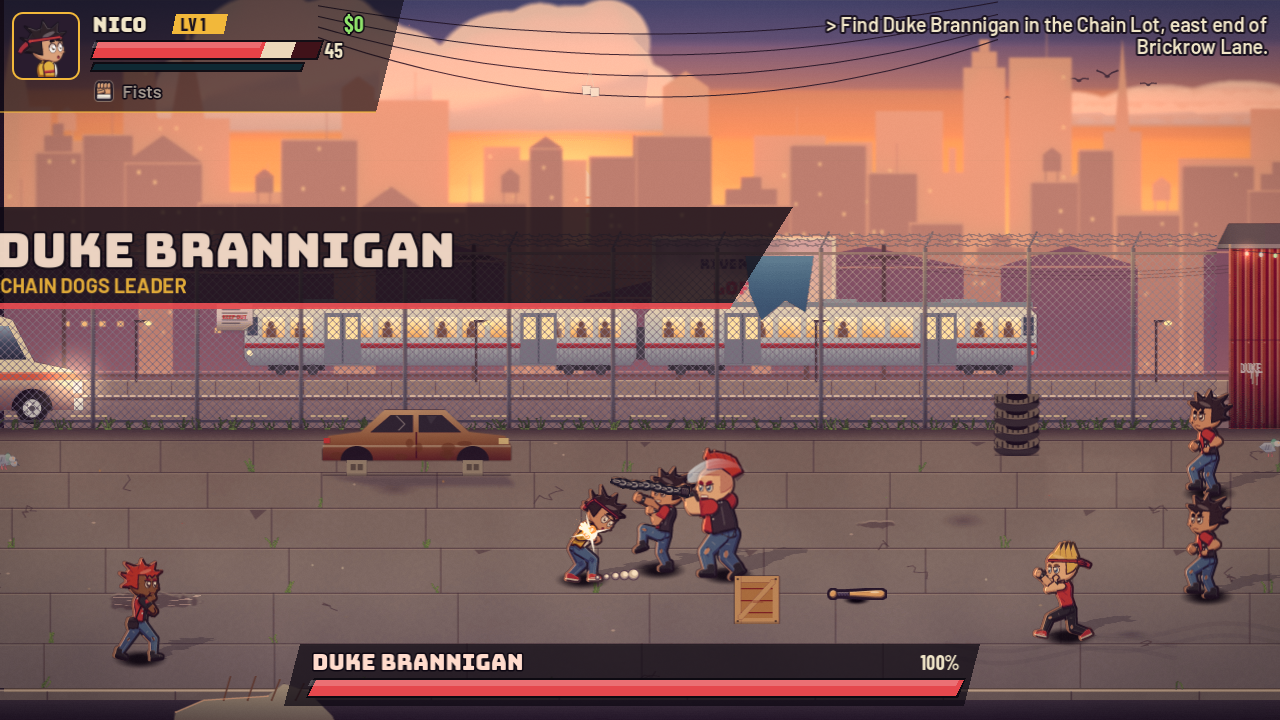 NICO
LV 1
$0
45
Fists
> Find Duke Brannigan in the Chain Lot, east end of
Brickrow Lane.
DUKE BRANNIGAN
CHAIN DOGS LEADER
DUKE
DUKE BRANNIGAN
100%